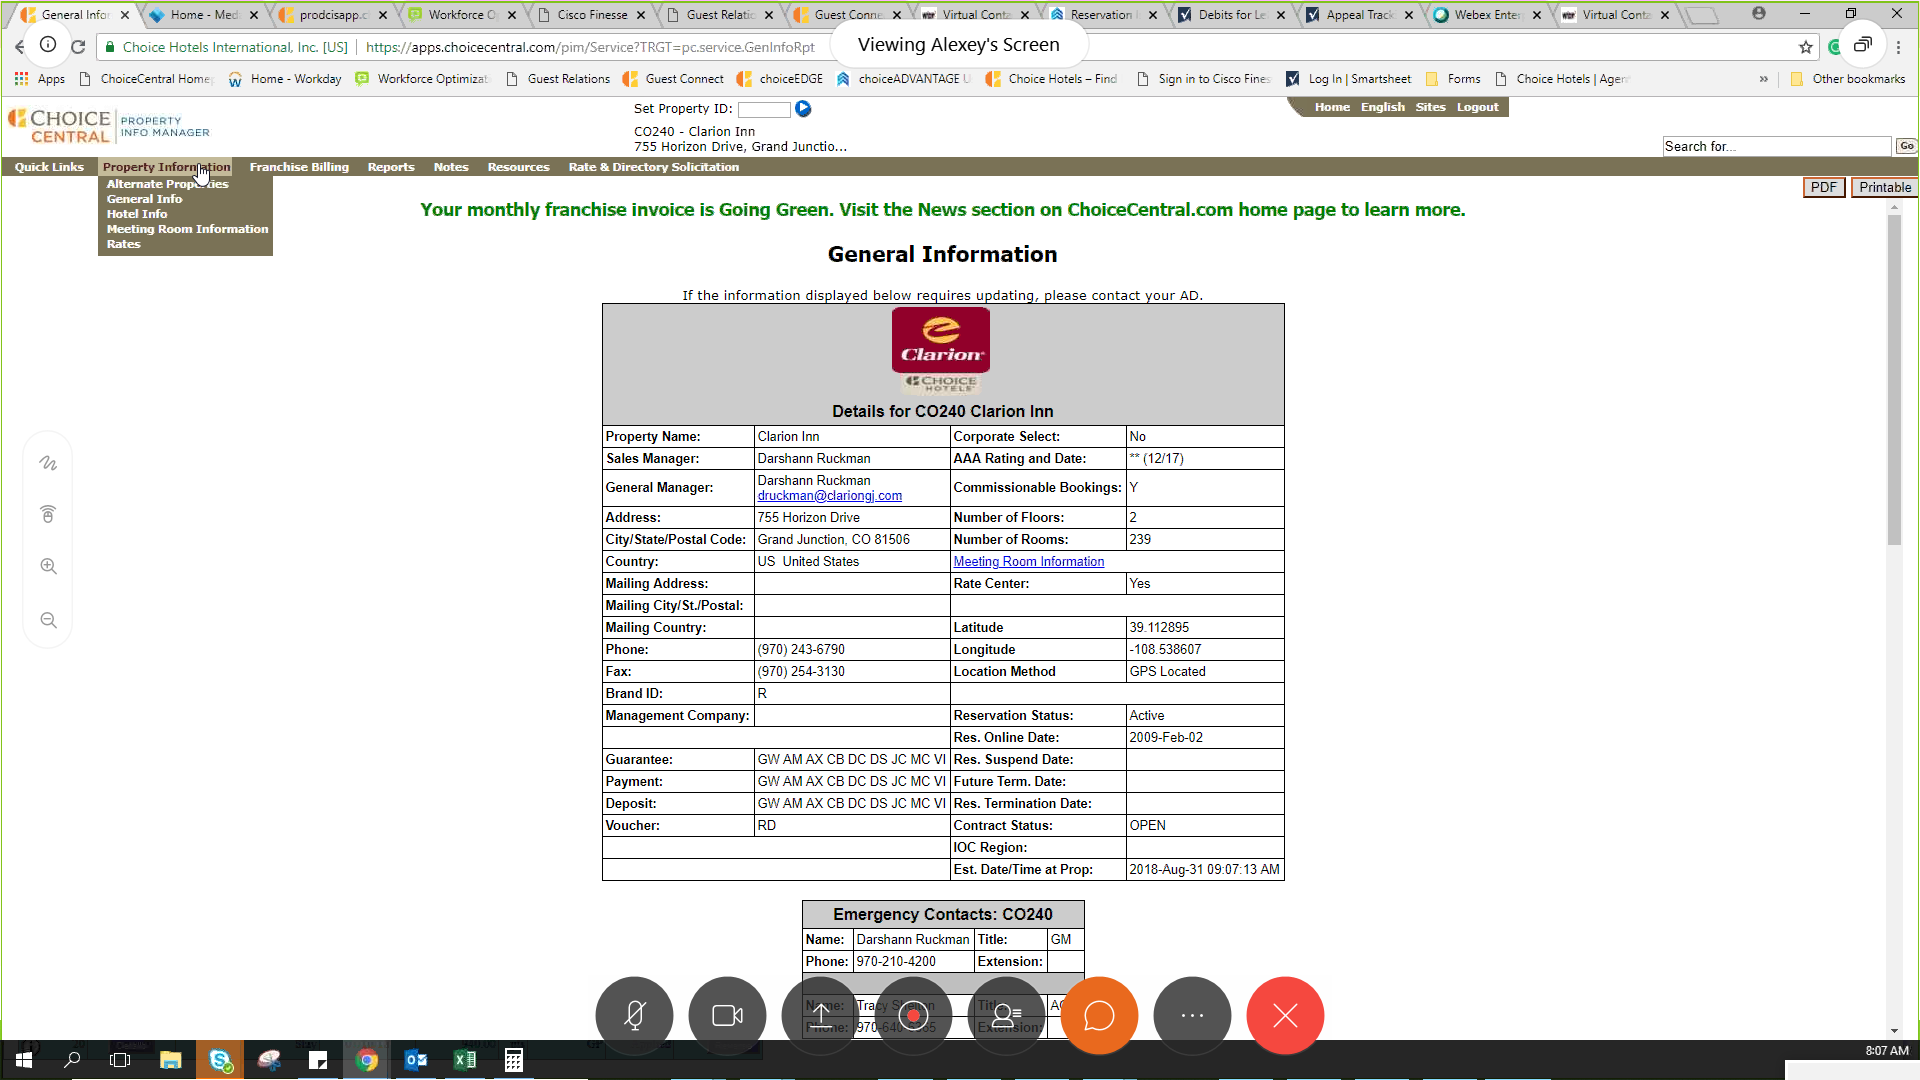 General Infor
Home - Med
prodcisapp.c
Workforce O
Cisco Finesse
Guest Relatio
Guest Conne
Virtual Conta
Reservation
Debits for Le
Appeal Track
Webex Enter
Virtual Conta
Choice Hotels International, Inc. [US]
https://apps.choicecentral.com/pim/Service?TRGT=pc.service.GenInfoRpt
Viewing Alexey's Screen
Apps
ChoiceCentral Home
Home - Workday
Workforce Optimizat
Guest Relations
Guest Connect
choiceEDGE
choiceADVANTAGE U
Choice Hotels – Find
Sign in to Cisco Fines
Log In | Smartsheet
Forms
Choice Hotels | Agen
» Other bookmarks
CHOICE CENTRAL
PROPERTY INFO MANAGER
Set Property ID:
CO240 - Clarion Inn
755 Horizon Drive, Grand Junctio...
Home English Sites Logout
Search for... Go
Quick Links Property Information Franchise Billing Reports Notes Resources Rate & Directory Solicitation
Alternate Properties
General Info
Hotel Info
Meeting Room Information
Rates
PDF Printable
Your monthly franchise invoice is Going Green. Visit the News section on ChoiceCentral.com home page to learn more.
General Information
If the information displayed below requires updating, please contact your AD.
Clarion
CHOICE HOTELS
Details for CO240 Clarion Inn
Property Name: Clarion Inn Corporate Select: No
Sales Manager: Darshann Ruckman AAA Rating and Date: ** (12/17)
General Manager: Darshann Ruckman druckman@clariongj.com Commissionable Bookings: Y
Address: 755 Horizon Drive Number of Floors: 2
City/State/Postal Code: Grand Junction, CO 81506 Number of Rooms: 239
Country: US United States Meeting Room Information
Mailing Address: Rate Center: Yes
Mailing City/St./Postal:
Mailing Country: Latitude 39.112895
Phone: (970) 243-6790 Longitude -108.538607
Fax: (970) 254-3130 Location Method GPS Located
Brand ID: R
Management Company: Reservation Status: Active
Res. Online Date: 2009-Feb-02
Guarantee: GW AM AX CB DC DS JC MC VI Res. Suspend Date:
Payment: GW AM AX CB DC DS JC MC VI Future Term. Date:
Deposit: GW AM AX CB DC DS JC MC VI Res. Termination Date:
Voucher: RD Contract Status: OPEN
IOC Region:
Est. Date/Time at Prop: 2018-Aug-31 09:07:13 AM
Emergency Contacts: CO240
Name: Darshann Ruckman Title: GM
Phone: 970-210-4200 Extension:
Name: Tracy Title:
Phone: Extension:
8:07 AM